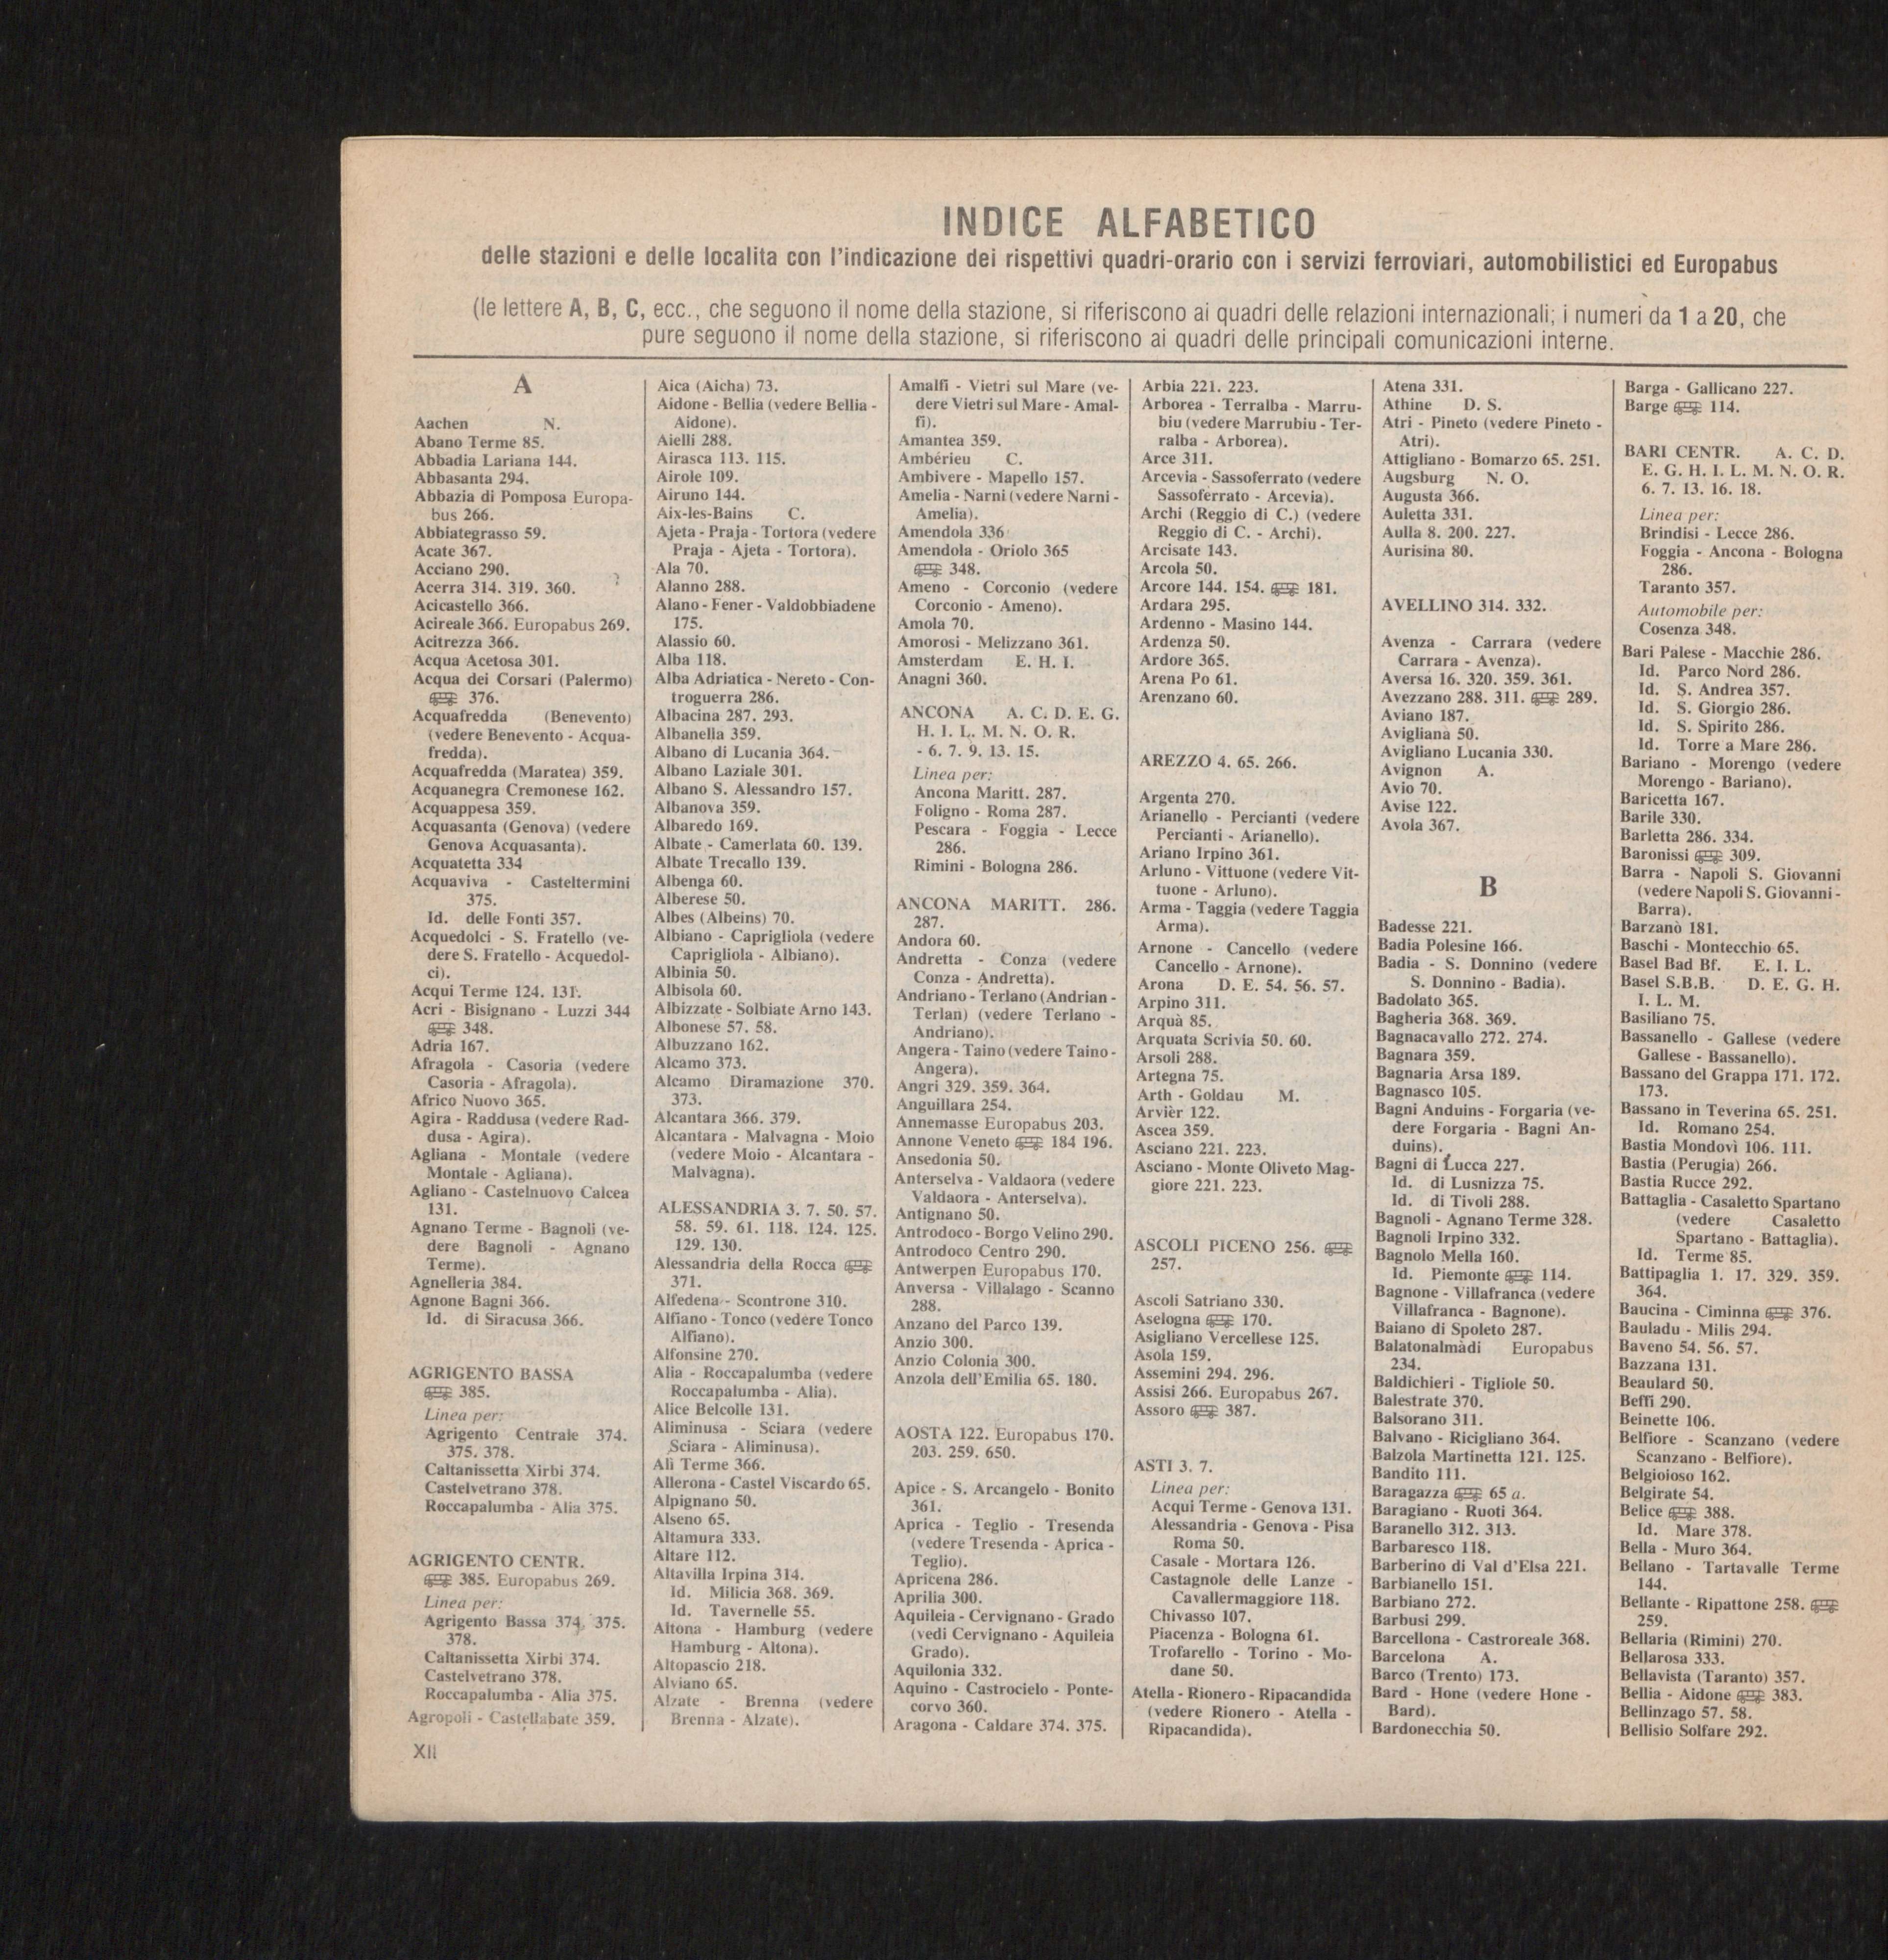 INDICE ALFABETICO
delle stazioni e delle localita con l'indicazione dei rispettivi quadri-orario con i servizi ferroviari, automobilistici ed Europabus
(le lettere A, B, C, ecc., che seguono il nome della stazione, si riferiscono ai quadri delle relazioni internazionali; i numeri da 1 a 20, che
pure seguono il nome della stazione, si riferiscono ai quadri delle principali comunicazioni interne.
A
Aachen N.
Abano Terme 85.
Abbadia Lariana 144.
Abbasanta 294.
Abbazia di Pomposa Europa-
bus 266.
Abbiategrasso 59.
Acate 367.
Acciano 290.
Acerra 314. 319. 360.
Acicastello 366.
Acireale 366. Europabus 269.
Acitrezza 366.
Acqua Acetosa 301.
Acqua dei Corsari (Palermo)
376.
Acquafredda (Benevento)
(vedere Benevento - Acqua-
fredda).
Acquafredda (Maratea) 359.
Acquanegra Cremonese 162.
Acquappesa 359.
Acquasanta (Genova) (vedere
Genova Acquasanta).
Acquatetta 334
Acquaviva - Casteltermini
375.
Id. delle Fonti 357.
Acquedolci - S. Fratello (ve-
dere S. Fratello - Acquedol-
ci).
Acqui Terme 124. 131.
Acri - Bisignano - Luzzi 344
348.
Adria 167.
Afragola - Casoria (vedere
Casoria - Afragola).
Africo Nuovo 365.
Agira - Raddusa (vedere Rad-
dusa - Agira).
Agliana - Montale (vedere
Montale - Agliana).
Agliano - Castelnuovo Calcea
131.
Agnano Terme - Bagnoli (ve-
dere Bagnoli - Agnano
Terme).
Agnelleria 384.
Agnone Bagni 366.
Id. di Siracusa 366.
AGRIGENTO BASSA
385.
Linea per:
Agrigento Centrale 374.
375. 378.
Caltanissetta Xirbi 374.
Castelvetrano 378.
Roccapalumba - Alia 375.
AGRIGENTO CENTR.
385. Europabus 269.
Linea per:
Agrigento Bassa 374. 375.
378.
Caltanissetta Xirbi 374.
Castelvetrano 378.
Roccapalumba - Alia 375.
Agropoli - Castellabate 359.
Aica (Aicha) 73.
Aidone - Bellia (vedere Bellia -
Aidone).
Aielli 288.
Airasca 113. 115.
Airole 109.
Airuno 144.
Aix-les-Bains C.
Ajeta - Praja - Tortora (vedere
Praja - Ajeta - Tortora).
Ala 70.
Alanno 288.
Alano - Fener - Valdobbiadene
175.
Alassio 60.
Alba 118.
Alba Adriatica - Nereto - Con-
troguerra 286.
Albacina 287. 293.
Albanella 359.
Albano di Lucania 364.
Albano Laziale 301.
Albano S. Alessandro 157.
Albanova 359.
Albaredo 169.
Albate - Camerlata 60. 139.
Albate Trecallo 139.
Albenga 60.
Alberese 50.
Albes (Albeins) 70.
Albiano - Caprigliola (vedere
Caprigliola - Albiano).
Albinia 50.
Albisola 60.
Albizzate - Solbiate Arno 143.
Albonese 57. 58.
Albuzzano 162.
Alcamo 373.
Alcamo Diramazione 370.
373.
Alcantara 366. 379.
Alcantara - Malvagna - Moio
(vedere Moio - Alcantara -
Malvagna).
ALESSANDRIA 3. 7. 50. 57.
58. 59. 61. 118. 124. 125.
129. 130.
Alessandria della Rocca
371.
Alfedena - Scontrone 310.
Alfiano - Tonco (vedere Tonco
Alfiano).
Alfonsine 270.
Alia - Roccapalumba (vedere
Roccapalumba - Alia).
Alice Belcolle 131.
Aliminusa - Sciara (vedere
Sciara - Aliminusa).
Alì Terme 366.
Allerona - Castel Viscardo 65.
Alpignano 50.
Alseno 65.
Altamura 333.
Altare 112.
Altavilla Irpina 314.
Id. Milicia 368. 369.
Id. Tavernelle 55.
Altona - Hamburg (vedere
Hamburg - Altona).
Altopascio 218.
Alviano 65.
Alzate - Brenna (vedere
Brenna - Alzate).
Amalfi - Vietri sul Mare (ve-
dere Vietri sul Mare - Amal-
fi).
Amantea 359.
Ambérieu C.
Ambivere - Mapello 157.
Amelia - Narni (vedere Narni -
Amelia).
Amendola 336
Amendola - Oriolo 365
348.
Ameno - Corconio (vedere
Corconio - Ameno).
Amola 70.
Amorosi - Melizzano 361.
Amsterdam E. H. I.
Anagni 360.
ANCONA A. C. D. E. G.
H. I. L. M. N. O. R.
- 6. 7. 9. 13. 15.
Linea per:
Ancona Maritt. 287.
Foligno - Roma 287.
Pescara - Foggia - Lecce
286.
Rimini - Bologna 286.
ANCONA MARITT. 286.
287.
Andora 60.
Andretta - Conza (vedere
Conza - Andretta).
Andriano - Terlano (Andrian -
Terlan) (vedere Terlano -
Andriano).
Angera - Taino (vedere Taino -
Angera).
Angri 329. 359. 364.
Anguillara 254.
Annemasse Europabus 203.
Annone Veneto 184 196.
Ansedonia 50.
Anterselva - Valdaora (vedere
Valdaora - Anterselva).
Antignano 50.
Antrodoco - Borgo Velino 290.
Antrodoco Centro 290.
Antwerpen Europabus 170.
Anversa - Villalago - Scanno
288.
Anzano del Parco 139.
Anzio 300.
Anzio Colonia 300.
Anzola dell'Emilia 65. 180.
AOSTA 122. Europabus 170.
203. 259. 650.
Apice - S. Arcangelo - Bonito
361.
Aprica - Teglio - Tresenda
(vedere Tresenda - Aprica -
Teglio).
Apricena 286.
Aprilia 300.
Aquileia - Cervignano - Grado
(vedi Cervignano - Aquileia
Grado).
Aquilonia 332.
Aquino - Castrocielo - Ponte-
corvo 360.
Aragona - Caldare 374. 375.
Arbia 221. 223.
Arborea - Terralba - Marru-
biu (vedere Marrubiu - Ter-
ralba - Arborea).
Arce 311.
Arcevia - Sassoferrato (vedere
Sassoferrato - Arcevia).
Archi (Reggio di C.) (vedere
Reggio di C. - Archi).
Arcisate 143.
Arcola 50.
Arcore 144. 154. 181.
Ardara 295.
Ardenno - Masino 144.
Ardenza 50.
Ardore 365.
Arena Po 61.
Arenzano 60.
AREZZO 4. 65. 266.
Argenta 270.
Arianello - Percianti (vedere
Percianti - Arianello).
Ariano Irpino 361.
Arluno - Vittuone (vedere Vit-
tuone - Arluno).
Arma - Taggia (vedere Taggia
Arma).
Arnone - Cancello (vedere
Cancello - Arnone).
Arona D. E. 54. 56. 57.
Arpino 311.
Arquà 85.
Arquata Scrivia 50. 60.
Arsoli 288.
Artegna 75.
Arth - Goldau M.
Arvier 122.
Ascea 359.
Asciano 221. 223.
Asciano - Monte Oliveto Mag-
giore 221. 223.
ASCOLI PICENO 256.
257.
Ascoli Satriano 330.
Aselogna 170.
Asigliano Vercellese 125.
Asola 159.
Assemini 294. 296.
Assisi 266. Europabus 267.
Assoro 387.
ASTI 3. 7.
Linea per:
Acqui Terme - Genova 131.
Alessandria - Genova - Pisa
Roma 50.
Casale - Mortara 126.
Castagnole delle Lanze -
Cavallermaggiore 118.
Chivasso 107.
Piacenza - Bologna 61.
Trofarello - Torino - Mo-
dane 50.
Atella - Rionero - Ripacandida
(vedere Rionero - Atella -
Ripacandida).
Atena 331.
Athine D. S.
Atri - Pineto (vedere Pineto -
Atri).
Attigliano - Bomarzo 65. 251.
Augsburg N. O.
Augusta 366.
Auletta 331.
Aulla 8. 200. 227.
Aurisina 80.
AVELLINO 314. 332.
Avenza - Carrara (vedere
Carrara - Avenza).
Aversa 16. 320. 359. 361.
Avezzano 288. 311. 289.
Aviano 187.
Avigliana 50.
Avigliano Lucania 330.
Avignon A.
Avio 70.
Avise 122.
Avola 367.
B
Badesse 221.
Badia Polesine 166.
Badia - S. Donnino (vedere
S. Donnino - Badia).
Badolato 365.
Bagheria 368. 369.
Bagnacavallo 272. 274.
Bagnara 359.
Bagnaria Arsa 189.
Bagnasco 105.
Bagni Anduins - Forgaria (ve-
dere Forgaria - Bagni An-
duins).
Bagni di Lucca 227.
Id. di Lusnizza 75.
Id. di Tivoli 288.
Bagnoli - Agnano Terme 328.
Bagnoli Irpino 332.
Bagnolo Mella 160.
Id. Piemonte 114.
Bagnone - Villafranca (vedere
Villafranca - Bagnone).
Baiano di Spoleto 287.
Balatonalmàdi Europabus
234.
Baldichieri - Tigliole 50.
Balestrate 370.
Balsorano 311.
Balvano - Ricigliano 364.
Balzola Martinetta 121. 125.
Bandito 111.
Baragazza 65 a.
Baragiano - Ruoti 364.
Baranello 312. 313.
Barbaresco 118.
Barberino di Val d'Elsa 221.
Barbianello 151.
Barbiano 272.
Barbusi 299.
Barcellona - Castroreale 368.
Barcelona A.
Barco (Trento) 173.
Bard - Hone (vedere Hone -
Bard).
Bardonecchia 50.
Barga - Gallicano 227.
Barge 114.
BARI CENTR. A. C. D.
E. G. H. I. L. M. N. O. R.
6. 7. 13. 16. 18.
Linea per:
Brindisi - Lecce 286.
Foggia - Ancona - Bologna
286.
Taranto 357.
Automobile per:
Cosenza 348.
Bari Palese - Macchie 286.
Id. Parco Nord 286.
Id. S. Andrea 357.
Id. S. Giorgio 286.
Id. S. Spirito 286.
Id. Torre a Mare 286.
Bariano - Morengo (vedere
Morengo - Bariano).
Baricetta 167.
Barile 330.
Barletta 286. 334.
Baronissi 309.
Barra - Napoli S. Giovanni
(vedere Napoli S. Giovanni -
Barra).
Barzanò 181.
Baschi - Montecchio 65.
Basel Bad Bf. E. I. L.
Basel S.B.B. D. E. G. H.
I. L. M.
Basiliano 75.
Bassanello - Gallese (vedere
Gallese - Bassanello).
Bassano del Grappa 171. 172.
173.
Bassano in Teverina 65. 251.
Id. Romano 254.
Bastia Mondovì 106. 111.
Bastia (Perugia) 266.
Bastia Rucce 292.
Battaglia - Casaletto Spartano
(vedere Casaletto
Spartano - Battaglia).
Id. Terme 85.
Battipaglia 1. 17. 329. 359.
364.
Baucina - Ciminna 376.
Bauladu - Milis 294.
Baveno 54. 56. 57.
Bazzana 131.
Beaulard 50.
Beffi 290.
Beinette 106.
Belfiore - Scanzano (vedere
Scanzano - Belfiore).
Belgioioso 162.
Belgirate 54.
Belice 388.
Id. Mare 378.
Bella - Muro 364.
Bellano - Tartavalle Terme
144.
Bellante - Ripattone 258.
259.
Bellaria (Rimini) 270.
Bellarosa 333.
Bellavista (Taranto) 357.
Bellia - Aidone 383.
Bellinzago 57. 58.
Bellisio Solfare 292.
XII